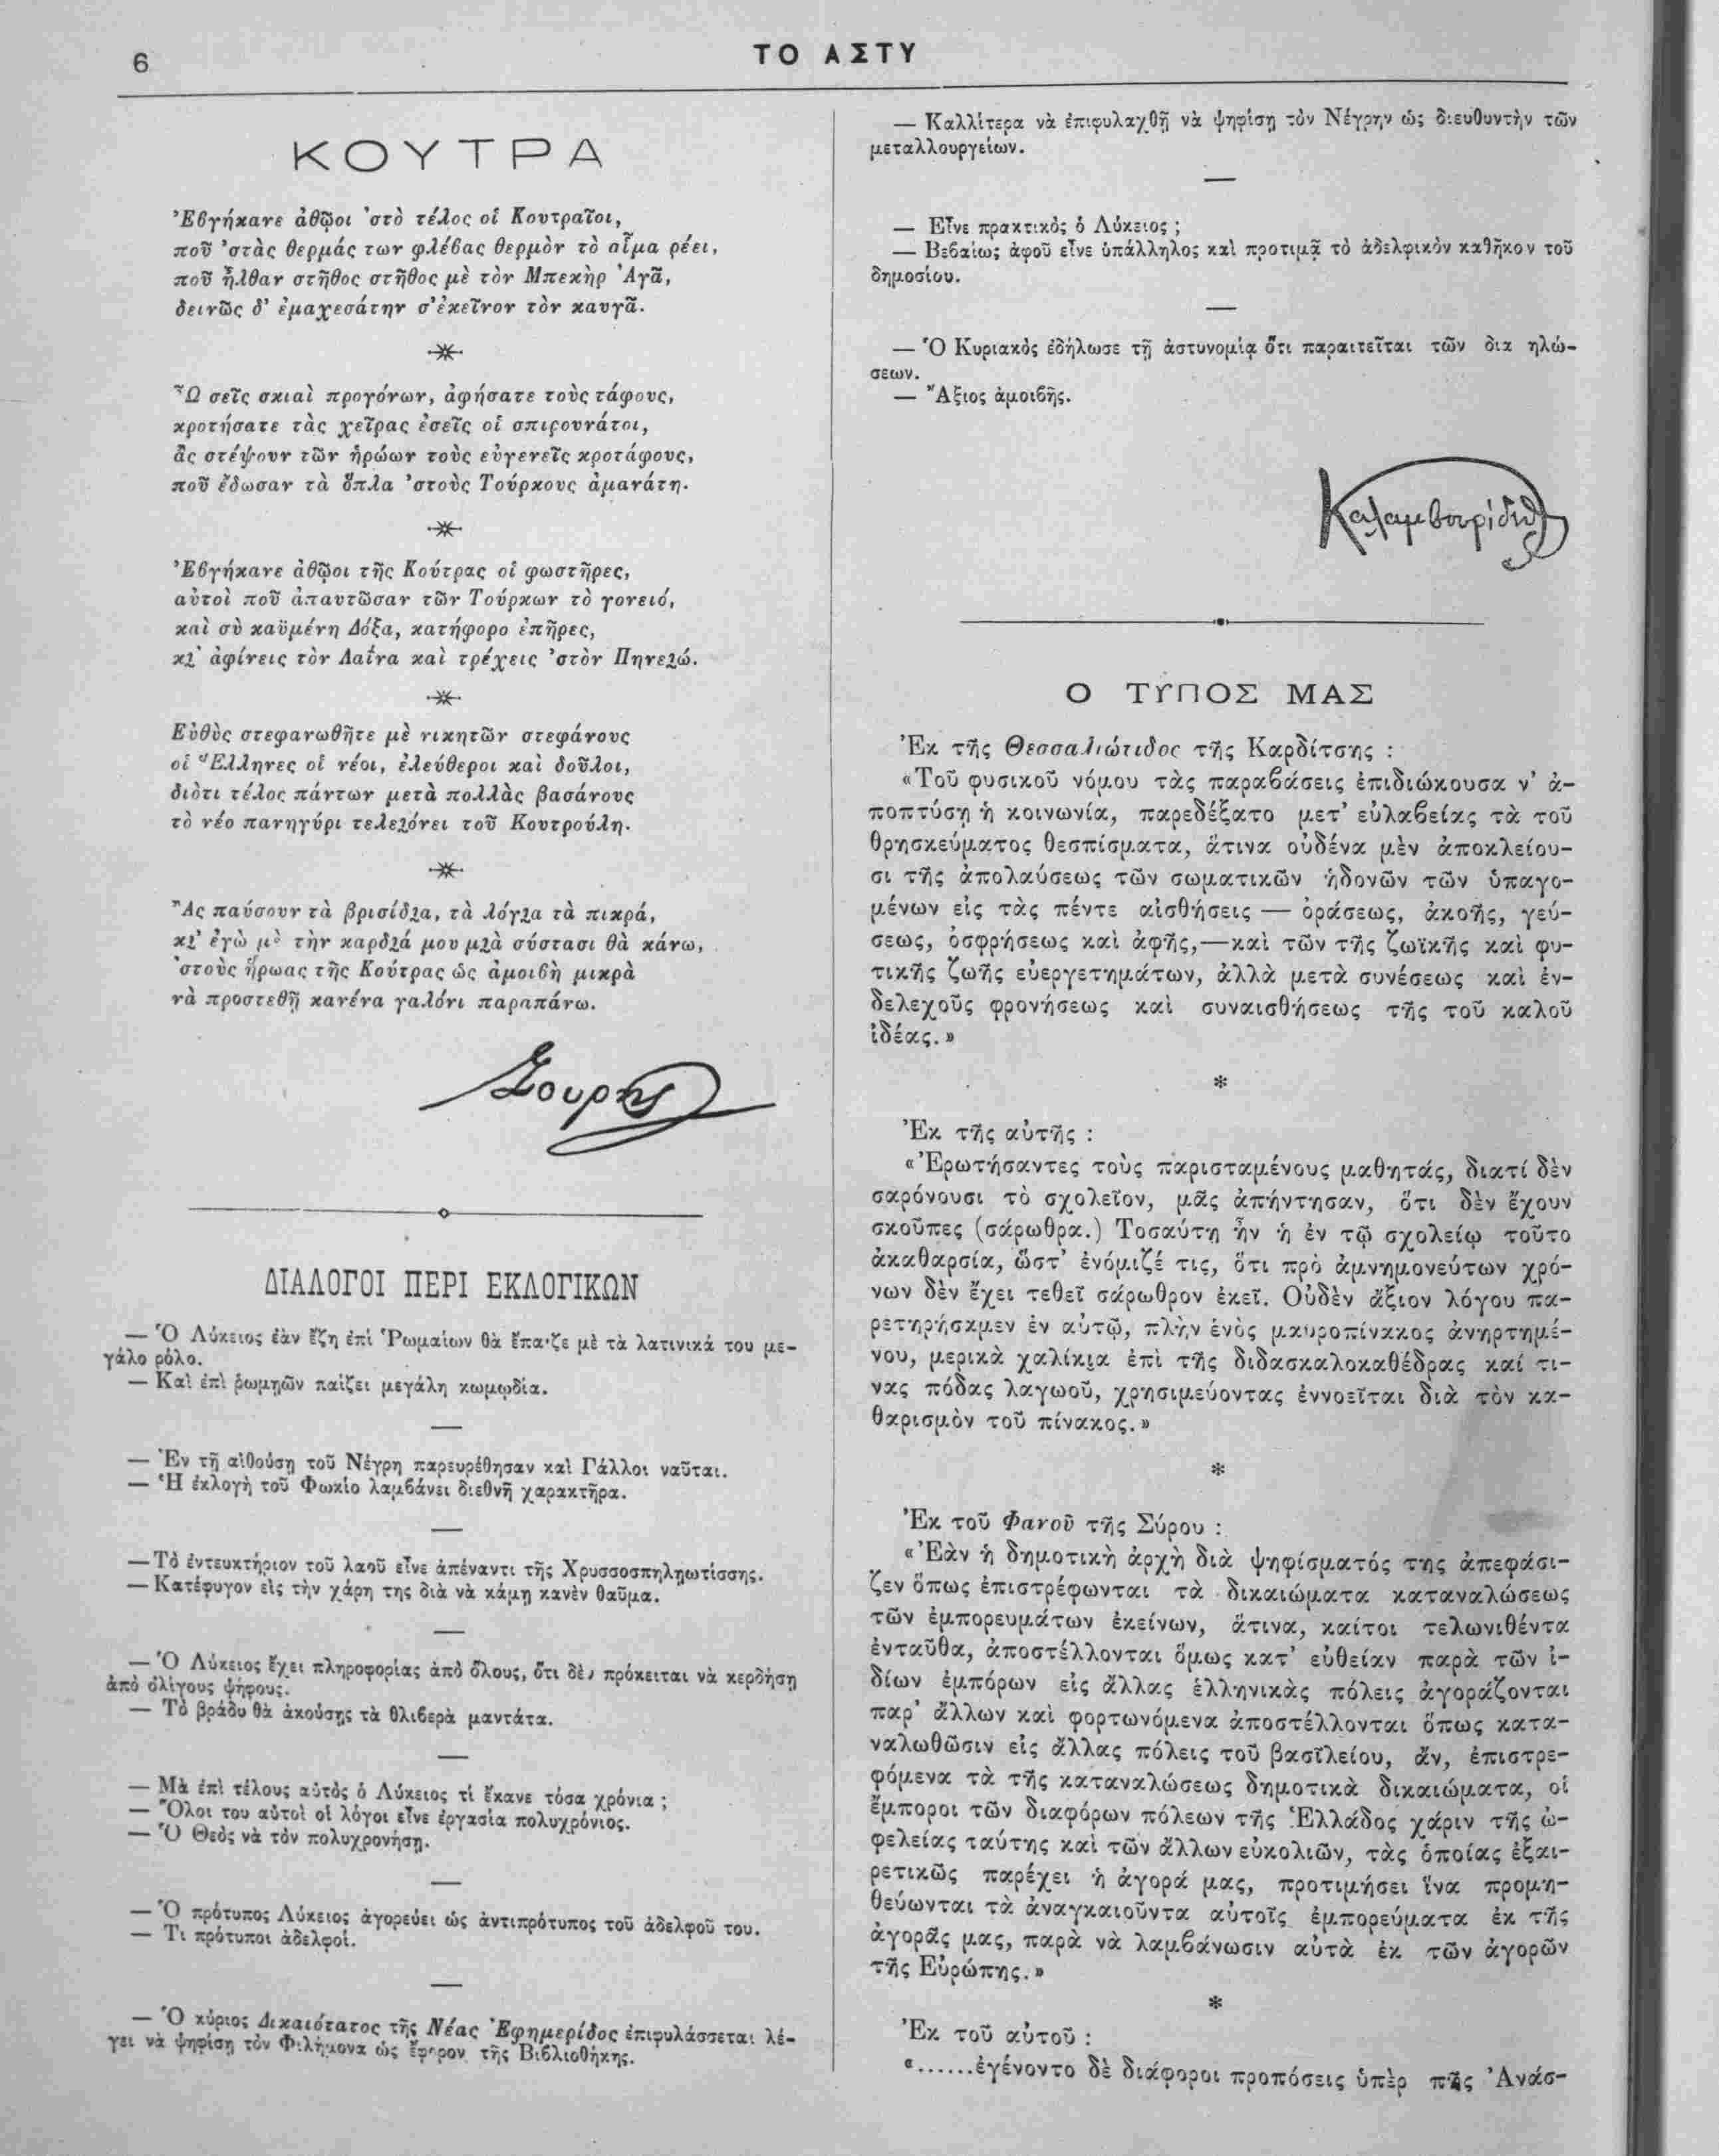 6
ΤΟ ΑΣΤΥ
ΚΟΥΤΡΑ
Ἐβγήκανε ἀθῷοι 'στὸ τέλος οἱ Κουτραῖοι,
ποῦ 'στὰς θερμάς των φλέβας θερμὸν τὸ αἷμα ρέει,
ποῦ ἦλθαν στῆθος στῆθος μὲ τὸν Μπεκὴρ Ἀγᾶ,
δεινῶς δ' ἐμαχεσάτην σ' ἐκεῖνον τὸν καυγᾶ.
Ὦ σεῖς σκιαὶ προγόνων, ἀφήσατε τοὺς τάφους,
κροτήσατε τὰς χεῖρας ἐσεῖς οἱ σπιρουνάτοι,
ἂς στέψουν τῶν ἡρώων τοὺς εὐγενεῖς κροτάφους,
ποῦ ἔδωσαν τὰ ὅπλα 'στοὺς Τούρκους ἀμανάτη.
Ἐβγήκανε ἀθῷοι τῆς Κούτρας οἱ φωστῆρες,
αὐτοὶ ποῦ ἀπαντῶσαν τῶν Τούρκων τὸ γονειό,
καὶ σὺ καϋμένη Δόξα, κατήφορο ἐπῆρες,
κι' ἀφίνεις τὸν Λαΐνα καὶ τρέχεις 'στὸν Πηνειό.
Εὐθὺς στεφανωθῆτε μὲ νικητῶν στεφάνους
οἱ Ἕλληνες οἱ νέοι, ἐλεύθεροι καὶ δοῦλοι,
διότι τέλος πάντων μετὰ πολλὰς βασάνους
τὸ νέο πανηγύρι τελειόνει τοῦ Κουτρούλη.
Ἂς παύσουν τὰ βρισίδια, τὰ λόγια τὰ πικρά,
κι' ἐγὼ μὲ τὴν καρδιά μου μιὰ σύστασι θὰ κάνω,
'στοὺς ἥρωας τῆς Κούτρας ὡς ἀμοιβὴ μικρὰ
νὰ προστεθῇ κανένα γαλόνι παραπάνω.
Σουρῆς
ΔΙΑΛΟΓΟΙ ΠΕΡΙ ΕΚΛΟΓΙΚΩΝ
— Ὁ Λύκειος ἐὰν ἔζη ἐπὶ Ῥωμαίων θὰ ἔπαιζε μὲ τὰ λατινικά του με-
γάλο ρόλο.
— Καὶ ἐπὶ ῥωμῃῶν παίζει μεγάλη κωμῳδία.
— Ἐν τῇ αἰθούσῃ τοῦ Νέγρη παρευρέθησαν καὶ Γάλλοι ναῦται.
— Ἡ ἐκλογὴ τοῦ Φωκίο λαμβάνει διεθνῆ χαρακτῆρα.
— Τὸ ἐντευκτήριον τοῦ λαοῦ εἶνε ἀπέναντι τῆς Χρυσσοσπηλῃωτίσσης.
— Κατέφυγον εἰς τὴν χάρη της διὰ νὰ κάμῃ κανὲν θαῦμα.
— Ὁ Λύκειος ἔχει πληροφορίας ἀπὸ ὅλους, ὅτι δὲν πρόκειται νὰ κερδήσῃ
ἀπὸ ὀλίγους ψήφους.
— Τὸ βράδυ θὰ ἀκούσῃς τὰ θλιβερὰ μαντάτα.
— Μὰ ἐπὶ τέλους αὐτὸς ὁ Λύκειος τί ἔκανε τόσα χρόνια ;
— Ὅλοι του αὐτοὶ οἱ λόγοι εἶνε ἐργασία πολυχρόνιος.
— Ὁ Θεὸς νὰ τὸν πολυχρονήσῃ.
— Ὁ πρότυπος Λύκειος ἀγορεύει ὡς ἀντιπρότυπος τοῦ ἀδελφοῦ του.
— Τι πρότυποι ἀδελφοί.
— Ὁ κύριος Δικαιότατος τῆς Νέας Ἐφημερίδος ἐπιφυλάσσεται λέ-
γει νὰ ψηφίσῃ τὸν Φιλήμονα ὡς ἔφορον τῆς Βιβλιοθήκης.
— Καλλίτερα νὰ ἐπιφυλαχθῇ νὰ ψηφίσῃ τὸν Νέγρην ὡς διευθυντὴν τῶν
μεταλλουργείων.
— Εἶνε πρακτικὸς ὁ Λύκειος ;
— Βεβαίως ἀφοῦ εἶνε ὑπάλληλος καὶ προτιμᾷ τὸ ἀδελφικὸν καθῆκον τοῦ
δημοσίου.
— Ὁ Κυριακὸς ἐδήλωσε τῇ ἀστυνομίᾳ ὅτι παραιτεῖται τῶν δια ηλώ-
σεων.
— Ἄξιος ἀμοιβῆς.
Καλαμβουρίδης
Ο ΤΥΠΟΣ ΜΑΣ
Ἐκ τῆς Θεσσαλιώτιδος τῆς Καρδίτσης :
«Τοῦ φυσικοῦ νόμου τὰς παραβάσεις ἐπιδιώκουσα ν' ἀ-
ποπτύσῃ ἡ κοινωνία, παρεδέξατο μετ' εὐλαβείας τὰ τοῦ
θρησκεύματος θεσπίσματα, ἅτινα οὐδένα μὲν ἀποκλείου-
σι τῆς ἀπολαύσεως τῶν σωματικῶν ἡδονῶν τῶν ὑπαγο-
μένων εἰς τὰς πέντε αἰσθήσεις — ὁράσεως, ἀκοῆς, γεύ-
σεως, ὀσφρήσεως καὶ ἀφῆς,—καὶ τῶν τῆς ζωϊκῆς καὶ φυ-
τικῆς ζωῆς εὐεργετημάτων, ἀλλὰ μετὰ συνέσεως καὶ ἐν-
δελεχοῦς φρονήσεως καὶ συναισθήσεως τῆς τοῦ καλοῦ
ἰδέας.»
*
Ἐκ τῆς αὐτῆς :
«Ἐρωτήσαντες τοὺς παρισταμένους μαθητάς, διατί δὲν
σαρόνουσι τὸ σχολεῖον, μᾶς ἀπήντησαν, ὅτι δὲν ἔχουν
σκοῦπες (σάρωθρα.) Τοσαύτη ἦν ἡ ἐν τῷ σχολείῳ τοῦτο
ἀκαθαρσία, ὥστ' ἐνόμιζέ τις, ὅτι πρὸ ἀμνημονεύτων χρό-
νων δὲν ἔχει τεθεῖ σάρωθρον ἐκεῖ. Οὐδὲν ἄξιον λόγου πα-
ρετηρήσαμεν ἐν αὐτῷ, πλὴν ἑνὸς μαυροπίνακος ἀνηρτημέ-
νου, μερικὰ χαλίκια ἐπὶ τῆς διδασκαλοκαθέδρας καί τι-
νας πόδας λαγωοῦ, χρησιμεύοντας ἐννοεῖται διὰ τὸν κα-
θαρισμὸν τοῦ πίνακος.»
*
Ἐκ τοῦ Φανοῦ τῆς Σύρου :
«Ἐὰν ἡ δημοτικὴ ἀρχὴ διὰ ψηφίσματός της ἀπεφάσι-
ζεν ὅπως ἐπιστρέφωνται τὰ δικαιώματα καταναλώσεως
τῶν ἐμπορευμάτων ἐκείνων, ἅτινα, καίτοι τελωνιθέντα
ἐνταῦθα, ἀποστέλλονται ὅμως κατ' εὐθείαν παρὰ τῶν ἰ-
δίων ἐμπόρων εἰς ἄλλας ἑλληνικὰς πόλεις ἀγοράζονται
παρ' ἄλλων καὶ φορτωνόμενα ἀποστέλλονται ὅπως κατα-
ναλωθῶσιν εἰς ἄλλας πόλεις τοῦ βασιλείου, ἄν, ἐπιστρε-
φόμενα τὰ τῆς καταναλώσεως δημοτικὰ δικαιώματα, οἱ
ἔμποροι τῶν διαφόρων πόλεων τῆς Ἑλλάδος χάριν τῆς ὠ-
φελείας ταύτης καὶ τῶν ἄλλων εὐκολιῶν, τὰς ὁποίας ἐξαι-
ρετικῶς παρέχει ἡ ἀγορά μας, προτιμήσει ἵνα προμη-
θεύωνται τὰ ἀναγκαιοῦντα αὐτοῖς ἐμπορεύματα ἐκ τῆς
ἀγορᾶς μας, παρὰ νὰ λαμβάνωσιν αὐτὰ ἐκ τῶν ἀγορῶν
τῆς Εὐρώπης.»
*
Ἐκ τοῦ αὐτοῦ :
«......ἐγένοντο δὲ διάφοροι προπόσεις ὑπὲρ τῆς Ἀνάσ-